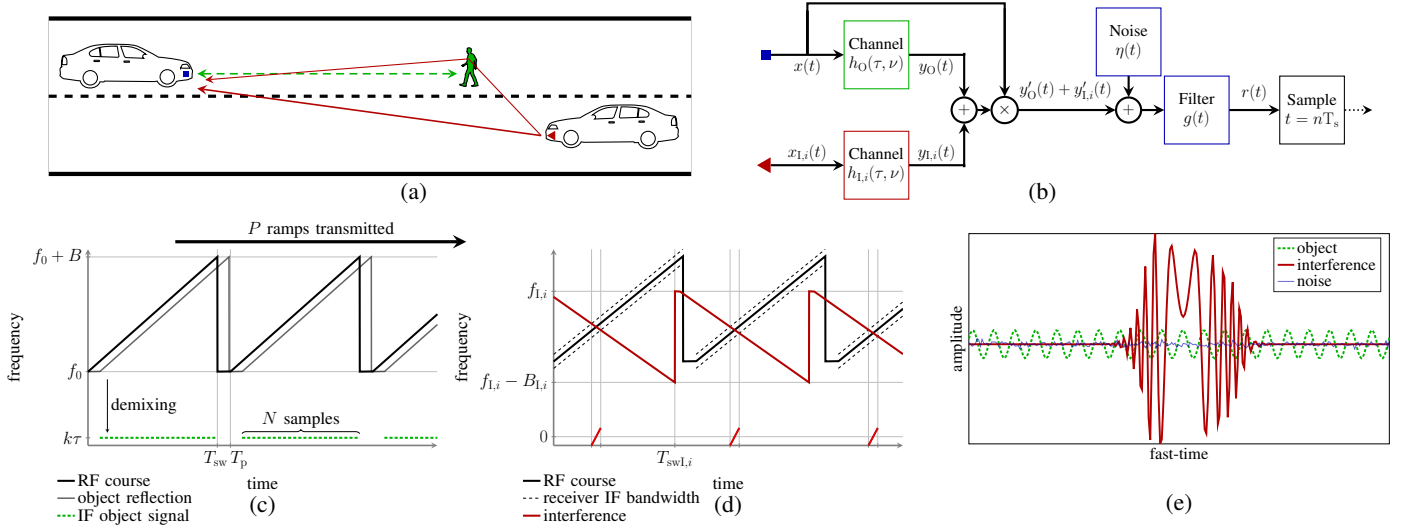 (a)
x(t)
Channel
h_O(τ, ν)
y_O(t)
Noise
η(t)
y′_O(t) + y′_{I,i}(t)
+
×
+
Filter
g(t)
r(t)
Sample
t = nT_s
x_{I,i}(t)
Channel
h_{I,i}(τ, ν)
y_{I,i}(t)
(b)
P ramps transmitted
f_0 + B
frequency
f_0
demixing
N samples
kτ
T_sw T_p
time
RF course
object reflection
IF object signal
(c)
frequency
f_{I,i}
f_{I,i} − B_{I,i}
0
T_{swI,i}
time
RF course
receiver IF bandwidth
interference
(d)
amplitude
object
interference
noise
fast-time
(e)